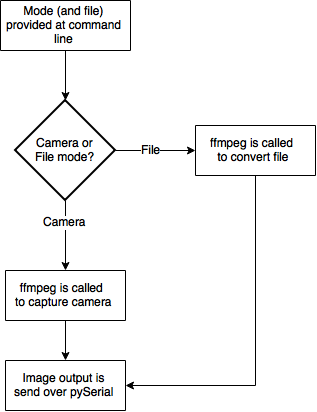 Mode (and file)
provided at command
line
Camera or
File mode?
File
ffmpeg is called
to convert file
Camera
ffmpeg is called
to capture camera
Image output is
send over pySerial